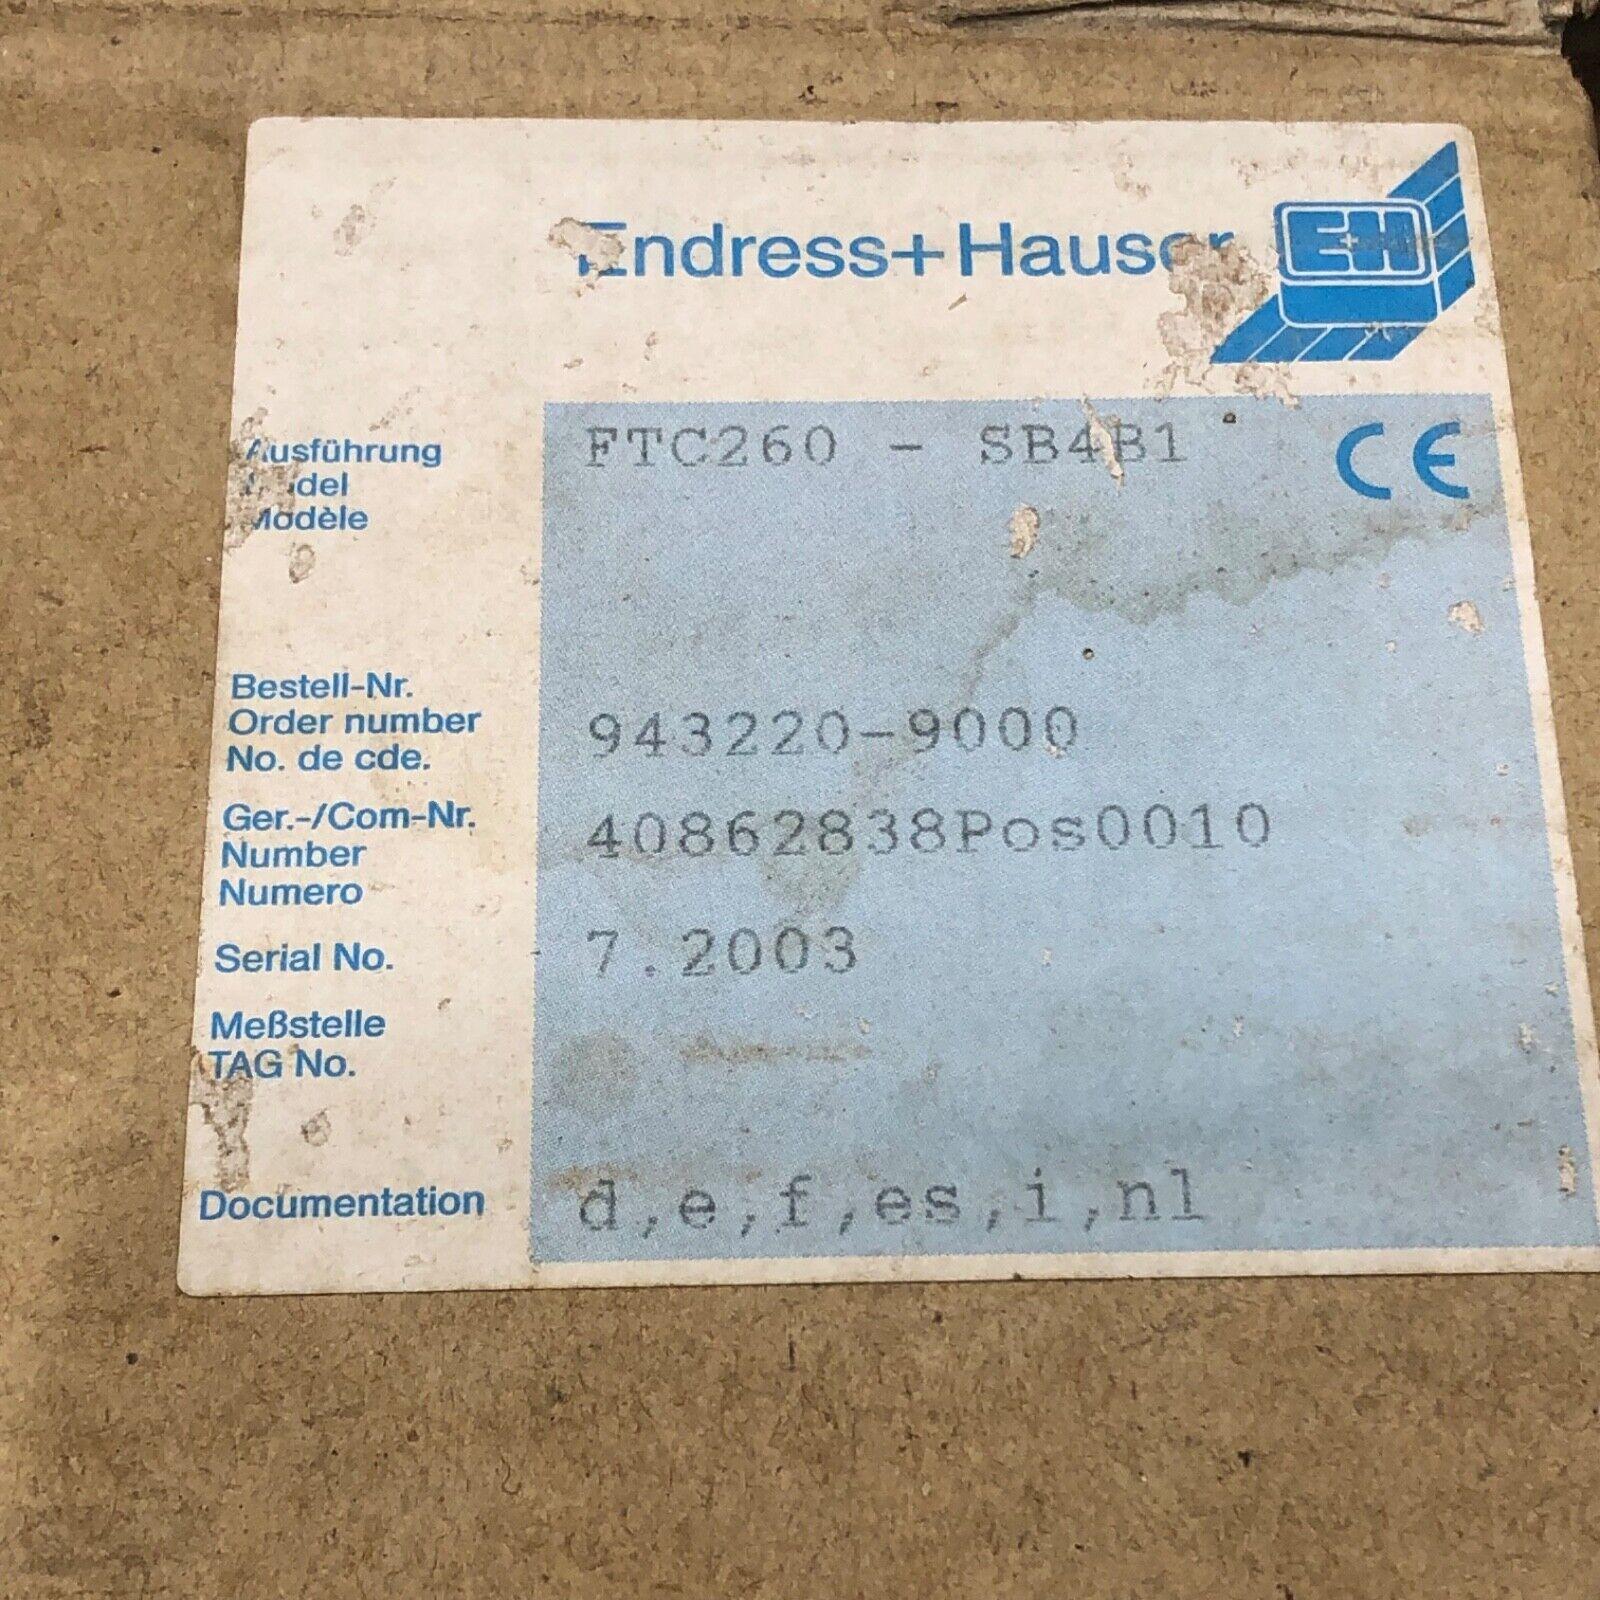 Endress+Hauser E+H
Ausführung FTC260 - SB4B1 CE
Model
Modèle
Bestell-Nr.
Order number 943220-9000
No. de cde.
Ger.-/Com-Nr. 40862838Pos0010
Number
Numero
Serial No. 7.2003
Meßstelle
TAG No.
Documentation d,e,f,es,i,nl